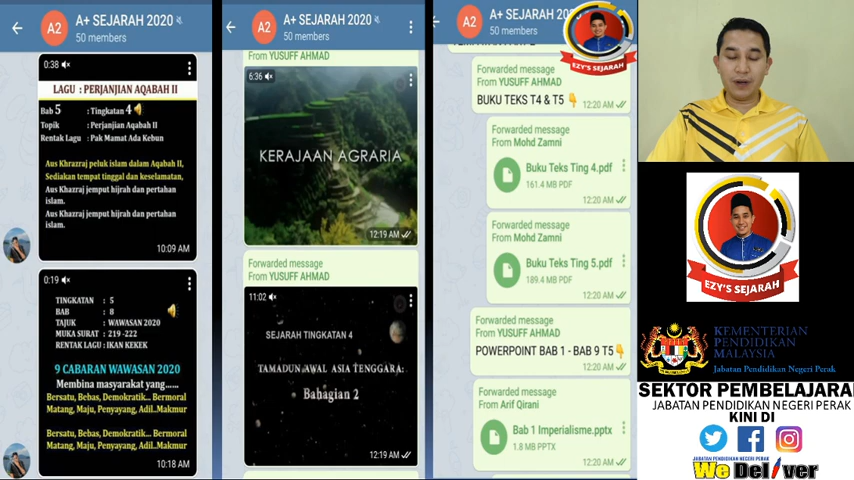 A2
A+ SEJARAH 2020
50 members
0:38
LAGU : PERJANJIAN AQABAH II
Bab 5 : Tingkatan 4
Topik : Perjanjian Aqabah II
Rentak Lagu : Pak Mamat Ada Kebun
Aus Khrazraj peluk islam dalam Aqabah II,
Sediakan tempat tinggal dan keselamatan,
Aus Khazraj jemput hijrah dan pertahan
islam.
Aus Khazraj jemput hijrah dan pertahan
islam.
10:09 AM
0:19
TINGKATAN : 5
BAB : 8
TAJUK : WAWASAN 2020
MUKA SURAT : 219 -222
RENTAK LAGU : IKAN KEKEK
9 CABARAN WAWASAN 2020
Membina masyarakat yang......
Bersatu, Bebas, Demokratik... Bermoral
Matang, Maju, Penyayang, Adil..Makmur
Bersatu, Bebas, Demokratik... Bermoral
Matang, Maju, Penyayang, Adil..Makmur
10:18 AM
A2
A+ SEJARAH 2020
50 members
From YUSUFF AHMAD
6:36
KERAJAAN AGRARIA
12:19 AM
Forwarded message
From YUSUFF AHMAD
11:02
SEJARAH TINGKATAN 4
TAMADUN AWAL ASIA TENGGARA:
Bahagian 2
12:19 AM
A2
A+ SEJARAH 20
50 members
EZY'S SEJARAH
12:20 AM
Forwarded message
From YUSUFF AHMAD
BUKU TEKS T4 & T5
12:20 AM
Forwarded message
From Mohd Zamni
Buku Teks Ting 4.pdf
161.4 MB PDF
12:20 AM
Forwarded message
From Mohd Zamni
Buku Teks Ting 5.pdf
189.4 MB PDF
12:20 AM
Forwarded message
From YUSUFF AHMAD
POWERPOINT BAB 1 - BAB 9 T5
12:20 AM
Forwarded message
From Arif Qirani
Bab 1 Imperialisme.pptx
1.8 MB PPTX
12:20 AM
EZY'S SEJARAH
KEMENTERIAN
PENDIDIKAN
MALAYSIA
Jabatan Pendidikan Negeri Perak
SEKTOR PEMBELAJARA
JABATAN PENDIDIKAN NEGERI PERAK
KINI DI
JABATAN PENDIDIKAN NEGERI PERAK
We Deliver